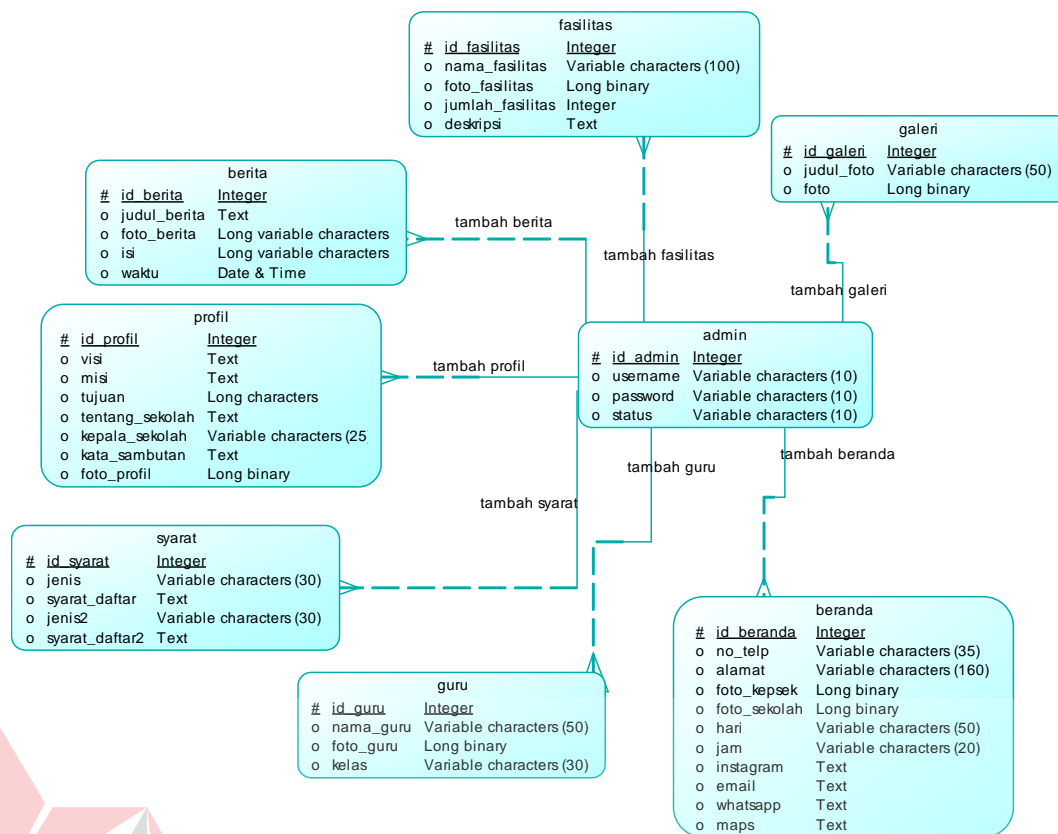 fasilitas
# id_fasilitas Integer
o nama_fasilitas Variable characters (100)
o foto_fasilitas Long binary
o jumlah_fasilitas Integer
o deskripsi Text
galeri
# id_galeri Integer
o judul_foto Variable characters (50)
o foto Long binary
berita
# id_berita Integer
o judul_berita Text
o foto_berita Long variable characters
o isi Long variable characters
o waktu Date & Time
tambah berita
tambah fasilitas
tambah galeri
profil
# id_profil Integer
o visi Text
o misi Text
o tujuan Long characters
o tentang_sekolah Text
o kepala_sekolah Variable characters (25
o kata_sambutan Text
o foto_profil Long binary
tambah profil
admin
# id_admin Integer
o username Variable characters (10)
o password Variable characters (10)
o status Variable characters (10)
tambah syarat
tambah guru
tambah beranda
syarat
# id_syarat Integer
o jenis Variable characters (30)
o syarat_daftar Text
o jenis2 Variable characters (30)
o syarat_daftar2 Text
guru
# id_guru Integer
o nama_guru Variable characters (50)
o foto_guru Long binary
o kelas Variable characters (30)
beranda
# id_beranda Integer
o no_telp Variable characters (35)
o alamat Variable characters (160)
o foto_kepsek Long binary
o foto_sekolah Long binary
o hari Variable characters (50)
o jam Variable characters (20)
o instagram Text
o email Text
o whatsapp Text
o maps Text